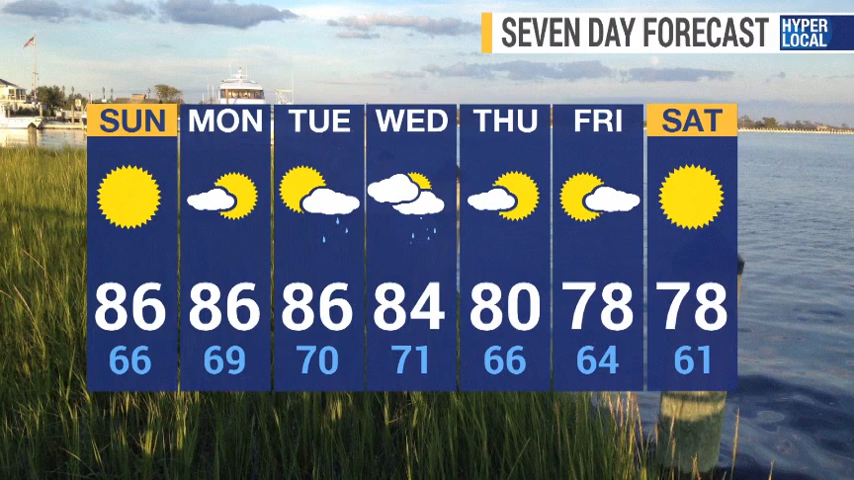 SEVEN DAY FORECAST
HYPER
LOCAL
SUN MON TUE WED THU FRI SAT
86 86 86 84 80 78 78
66 69 70 71 66 64 61